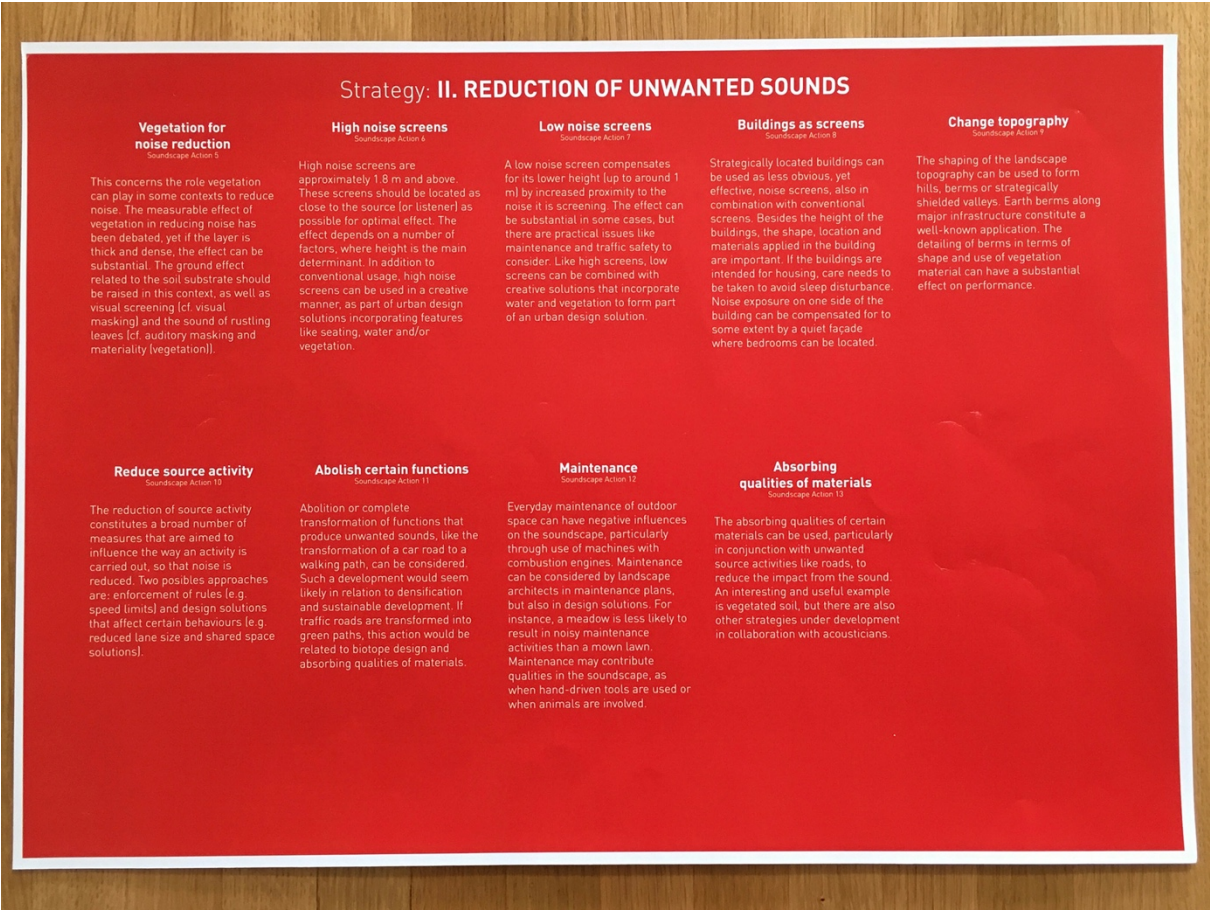 Strategy: II. REDUCTION OF UNWANTED SOUNDS
Vegetation for
noise reduction
Soundscape Action 5
This concerns the role vegetation
can play in some contexts to reduce
noise. The measurable effect of
vegetation in reducing noise has
been debated, yet if the layer is
thick and dense, the effect can be
substantial. The ground effect
related to the soil substrate should
be raised in this context, as well as
visual screening (cf. visual
masking) and the sound of rustling
leaves (cf. auditory masking and
materiality (vegetation)).
High noise screens
Soundscape Action 6
High noise screens are
approximately 1.8 m and above.
These screens should be located as
close to the source (or listener) as
possible for optimal effect. The
effect depends on a number of
factors, where height is the main
determinant. In addition to
conventional usage, high noise
screens can be used in a creative
manner, as part of urban design
solutions incorporating features
like seating, water and/or
vegetation.
Low noise screens
Soundscape Action 7
A low noise screen compensates
for its lower height (up to around 1
m) by increased proximity to the
noise it is screening. The effect can
be substantial in some cases, but
there are practical issues like
maintenance and traffic safety to
consider. Like high screens, low
screens can be combined with
creative solutions that incorporate
water and vegetation to form part
of an urban design solution.
Buildings as screens
Soundscape Action 8
Strategically located buildings can
be used as less obvious, yet
effective, noise screens, also in
combination with conventional
screens. Besides the height of the
buildings, the shape, location and
materials applied in the building
are important. If the buildings are
intended for housing, care needs to
be taken to avoid sleep disturbance.
Noise exposure on one side of the
building can be compensated for to
some extent by a quiet façade
where bedrooms can be located.
Change topography
Soundscape Action 9
The shaping of the landscape
topography can be used to form
hills, berms or strategically
shielded valleys. Earth berms along
major infrastructure constitute a
well-known application. The
detailing of berms in terms of
shape and use of vegetation
material can have a substantial
effect on performance.
Reduce source activity
Soundscape Action 10
The reduction of source activity
constitutes a broad number of
measures that are aimed to
influence the way an activity is
carried out, so that noise is
reduced. Two posibles approaches
are: enforcement of rules (e.g.
speed limits) and design solutions
that affect certain behaviours (e.g.
reduced lane size and shared space
solutions).
Abolish certain functions
Soundscape Action 11
Abolition or complete
transformation of functions that
produce unwanted sounds, like the
transformation of a car road to a
walking path, can be considered.
Such a development would seem
likely in relation to densification
and sustainable development. If
traffic roads are transformed into
green paths, this action would be
related to biotope design and
absorbing qualities of materials.
Maintenance
Soundscape Action 12
Everyday maintenance of outdoor
space can have negative influences
on the soundscape, particularly
through use of machines with
combustion engines. Maintenance
can be considered by landscape
architects in maintenance plans,
but also in design solutions. For
instance, a meadow is less likely to
result in noisy maintenance
activities than a mown lawn.
Maintenance may contribute
qualities in the soundscape, as
when hand-driven tools are used or
when animals are involved.
Absorbing
qualities of materials
Soundscape Action 13
The absorbing qualities of certain
materials can be used, particularly
in conjunction with unwanted
source activities like roads, to
reduce the impact from the sound.
An interesting and useful example
is vegetated soil, but there are also
other strategies under development
in collaboration with acousticians.